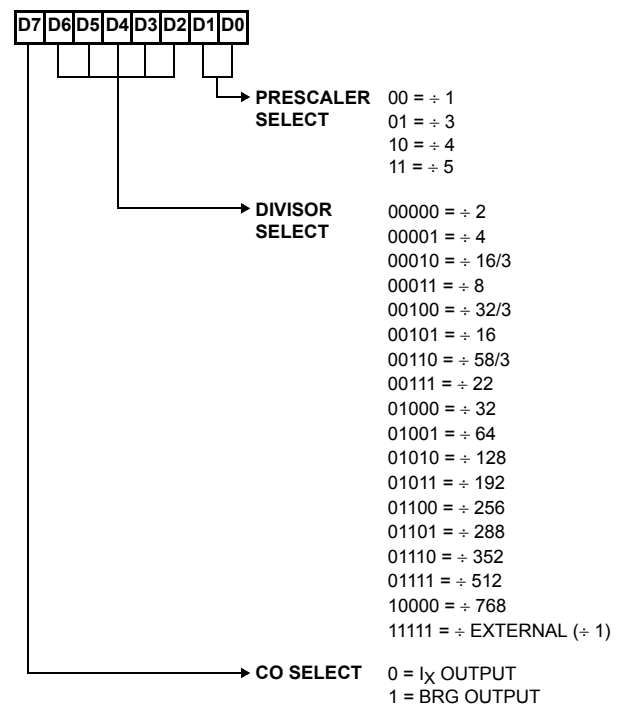 D7 D6 D5 D4 D3 D2 D1 D0
PRESCALER 00 = ÷ 1
SELECT 01 = ÷ 3
10 = ÷ 4
11 = ÷ 5
DIVISOR 00000 = ÷ 2
SELECT 00001 = ÷ 4
00010 = ÷ 16/3
00011 = ÷ 8
00100 = ÷ 32/3
00101 = ÷ 16
00110 = ÷ 58/3
00111 = ÷ 22
01000 = ÷ 32
01001 = ÷ 64
01010 = ÷ 128
01011 = ÷ 192
01100 = ÷ 256
01101 = ÷ 288
01110 = ÷ 352
01111 = ÷ 512
10000 = ÷ 768
11111 = ÷ EXTERNAL (÷ 1)
CO SELECT 0 = IX OUTPUT
1 = BRG OUTPUT